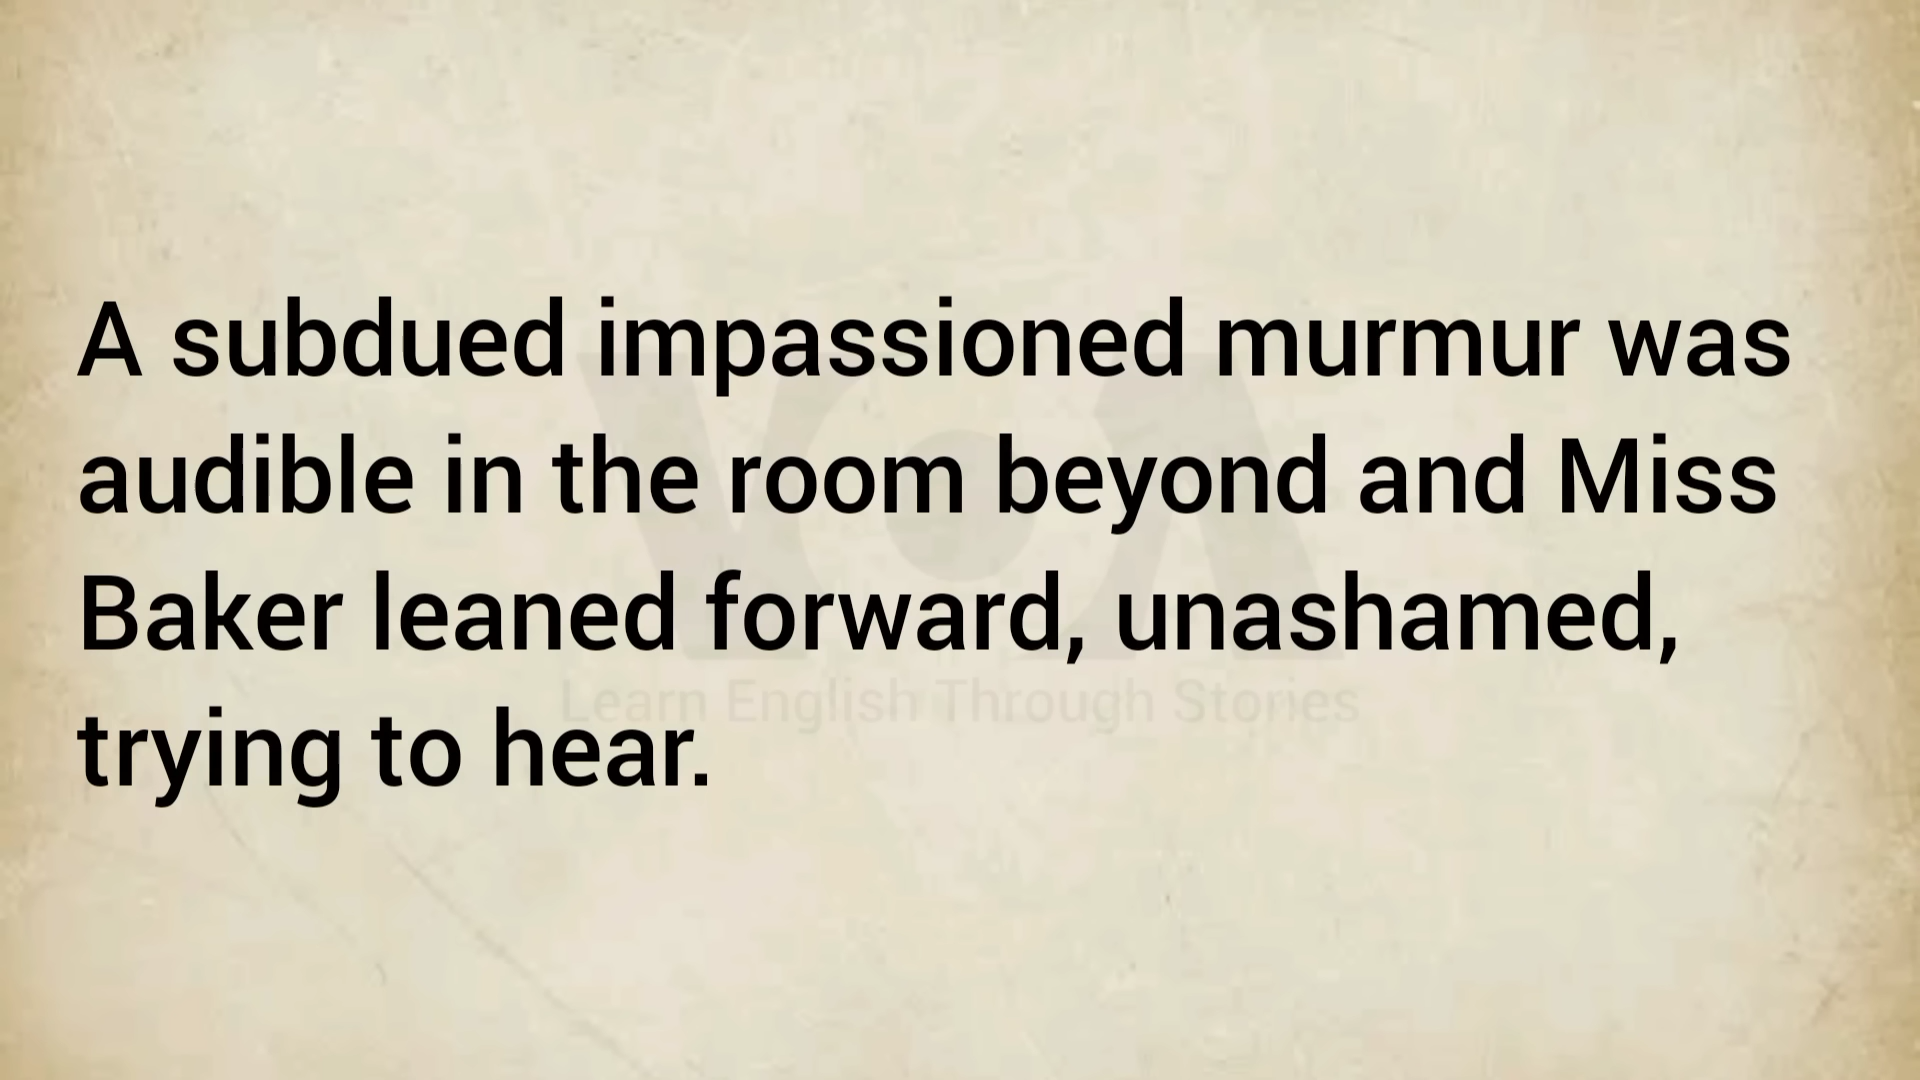 A subdued impassioned murmur was
audible in the room beyond and Miss
Baker leaned forward, unashamed,
trying to hear.
VOA
Learn English Through Stories